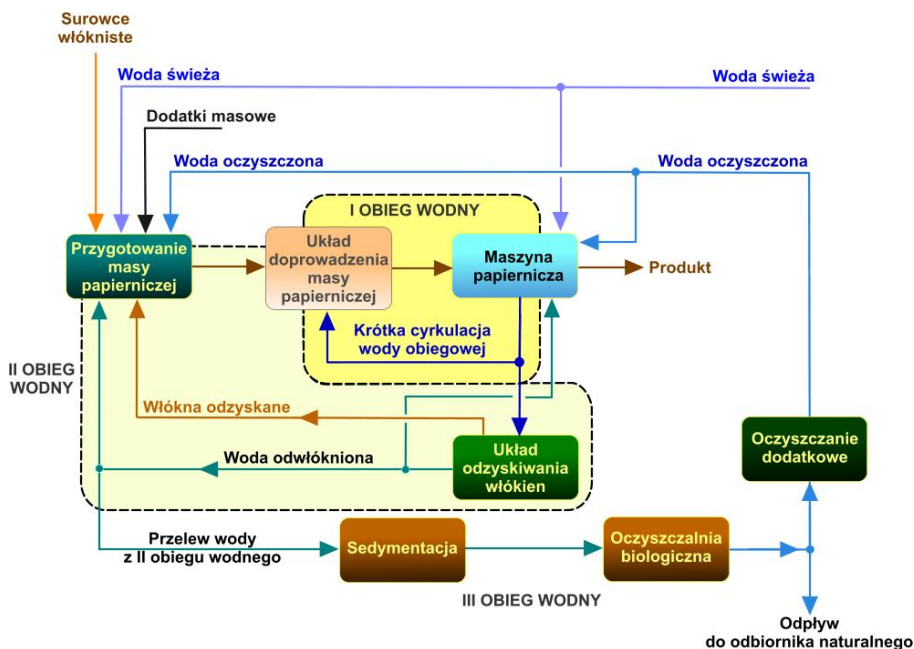 Surowce
włókniste
Woda świeża
Woda świeża
Dodatki masowe
Woda oczyszczona
Woda oczyszczona
I OBIEG WODNY
Przygotowanie
masy
papierniczej
Układ
doprowadzenia
masy
papierniczej
Maszyna
papiernicza
Produkt
Krótka cyrkulacja
wody obiegowej
II OBIEG
WODNY
Włókna odzyskane
Woda odwłókniona
Układ
odzyskiwania
włókien
Oczyszczanie
dodatkowe
Przelew wody
z II obiegu wodnego
Sedymentacja
Oczyszczalnia
biologiczna
III OBIEG WODNY
Odpływ
do odbiornika naturalnego